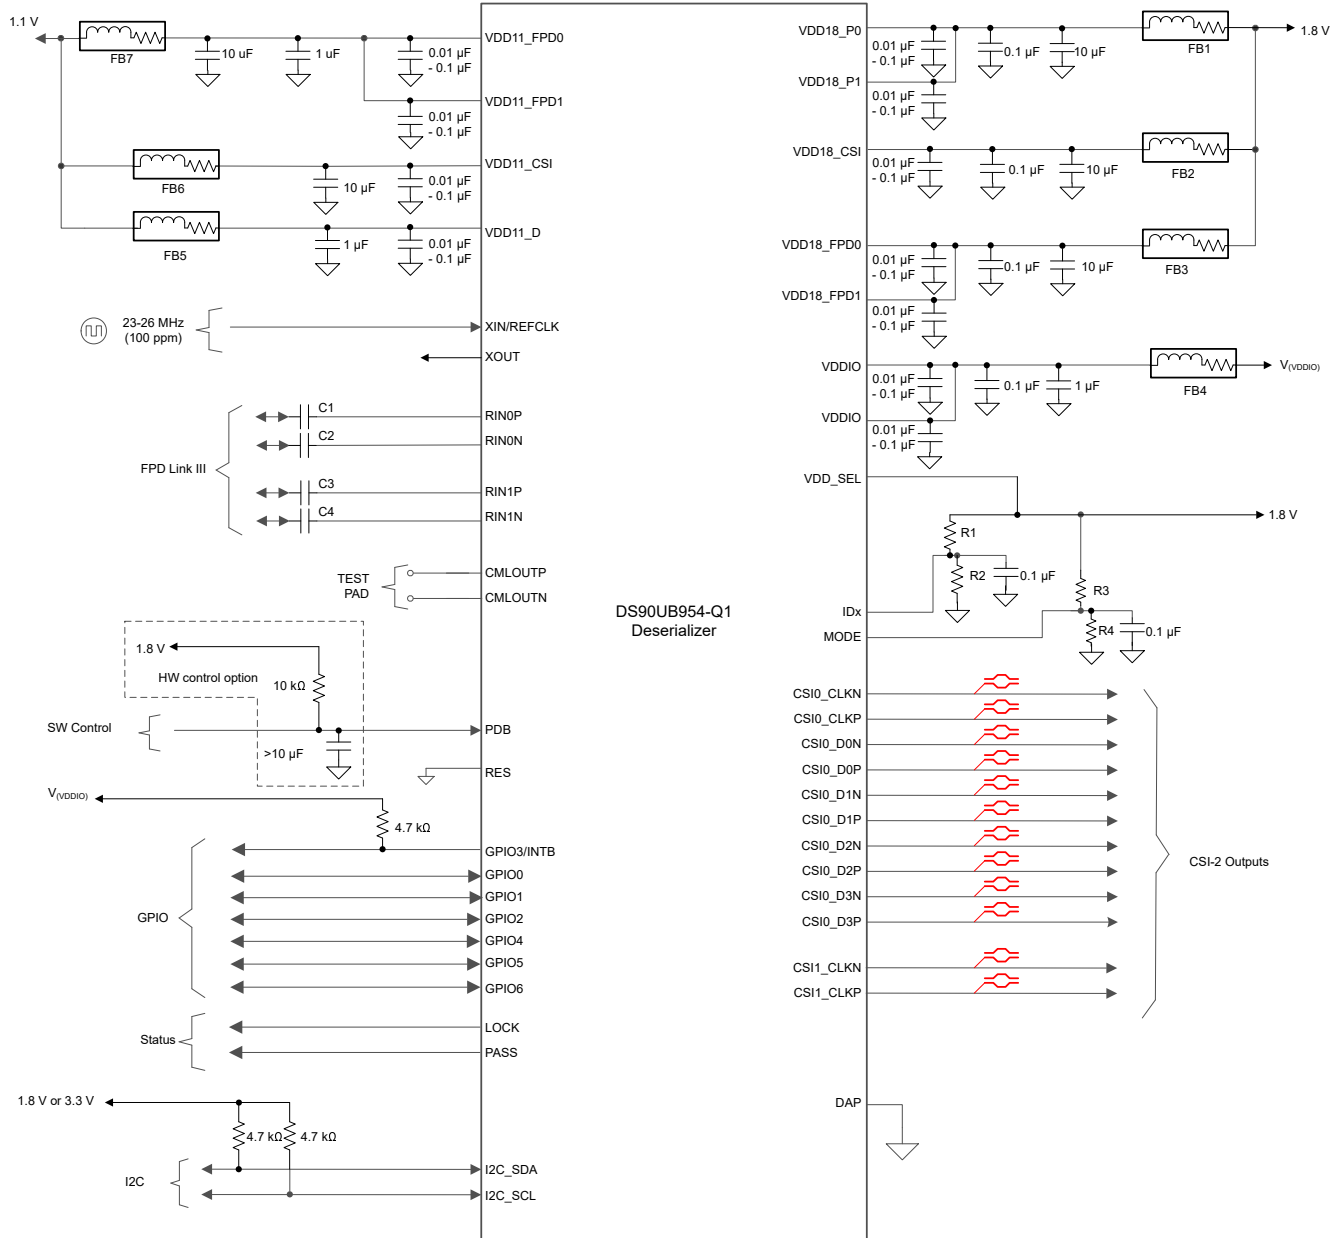 1.1 V
FB7
10 uF
1 uF
0.01 µF
- 0.1 µF
VDD11_FPD0
0.01 µF
- 0.1 µF
VDD11_FPD1
FB6
10 µF
0.01 µF
- 0.1 µF
VDD11_CSI
FB5
1 µF
0.01 µF
- 0.1 µF
VDD11_D
23-26 MHz
(100 ppm)
XIN/REFCLK
XOUT
FPD Link III
C1
RIN0P
C2
RIN0N
C3
RIN1P
C4
RIN1N
TEST
PAD
CMLOUTP
CMLOUTN
1.8 V
HW control option
10 kΩ
SW Control
>10 µF
PDB
RES
V(VDDIO)
4.7 kΩ
GPIO
GPIO3/INTB
GPIO0
GPIO1
GPIO2
GPIO4
GPIO5
GPIO6
Status
LOCK
PASS
1.8 V or 3.3 V
4.7 kΩ
4.7 kΩ
I2C
I2C_SDA
I2C_SCL
DS90UB954-Q1
Deserializer
VDD18_P0
0.01 µF
- 0.1 µF
0.1 µF
10 µF
FB1
1.8 V
VDD18_P1
0.01 µF
- 0.1 µF
VDD18_CSI
0.01 µF
- 0.1 µF
0.1 µF
10 µF
FB2
VDD18_FPD0
0.01 µF
- 0.1 µF
0.1 µF
10 µF
FB3
VDD18_FPD1
0.01 µF
- 0.1 µF
VDDIO
0.01 µF
- 0.1 µF
0.1 µF
1 µF
FB4
V(VDDIO)
VDDIO
0.01 µF
- 0.1 µF
VDD_SEL
1.8 V
R1
R2
0.1 µF
R3
R4
0.1 µF
IDx
MODE
CSI0_CLKN
CSI0_CLKP
CSI0_D0N
CSI0_D0P
CSI0_D1N
CSI0_D1P
CSI0_D2N
CSI0_D2P
CSI0_D3N
CSI0_D3P
CSI1_CLKN
CSI1_CLKP
CSI-2 Outputs
DAP